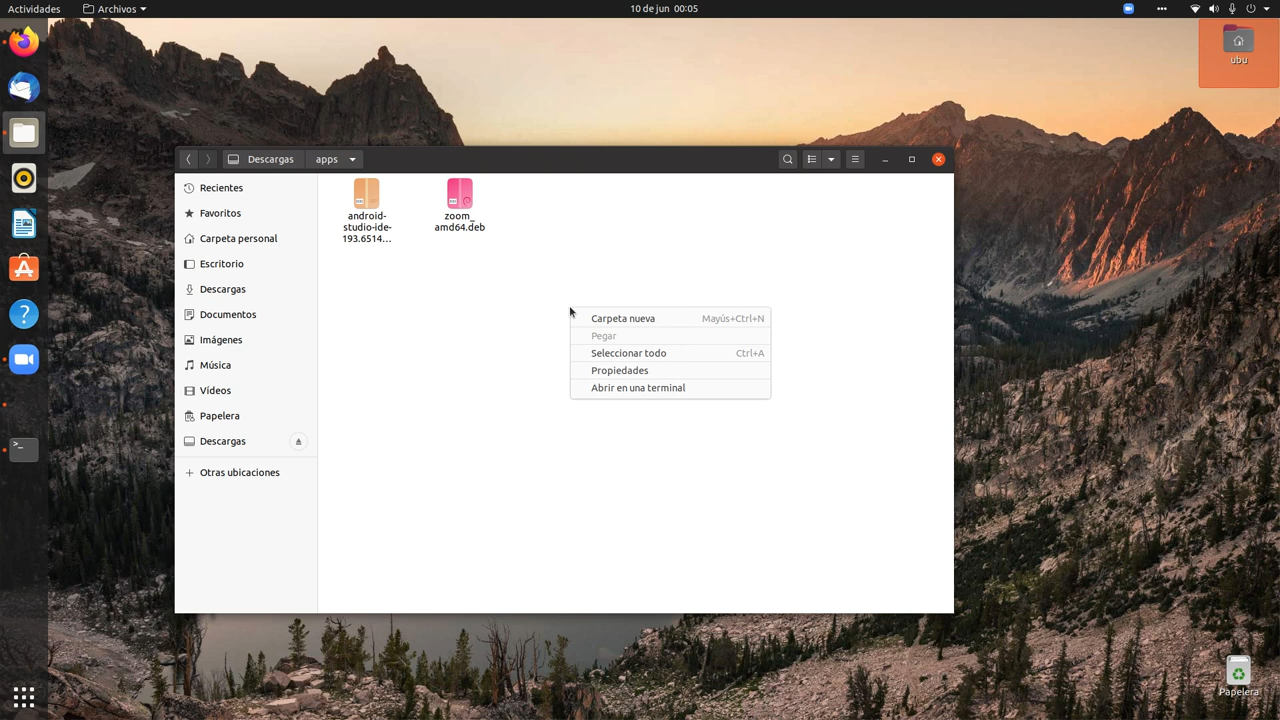 Actividades
Archivos
10 de jun 00:05
ubu
Descargas
apps
Recientes
Favoritos
Carpeta personal
Escritorio
Descargas
Documentos
Imágenes
Música
Vídeos
Papelera
Descargas
Otras ubicaciones
android-
studio-ide-
193.6514...
zoom_
amd64.deb
Carpeta nueva Mayús+Ctrl+N
Pegar
Seleccionar todo Ctrl+A
Propiedades
Abrir en una terminal
Papelera